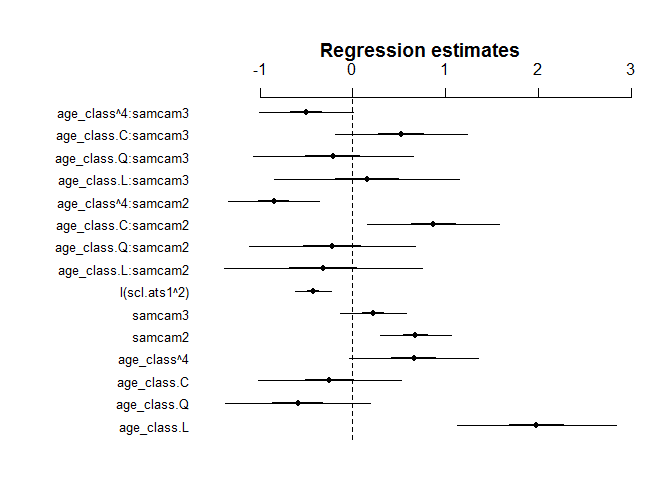 Regression estimates
-1 0 1 2 3
age_class^4:samcam3
age_class.C:samcam3
age_class.Q:samcam3
age_class.L:samcam3
age_class^4:samcam2
age_class.C:samcam2
age_class.Q:samcam2
age_class.L:samcam2
I(scl.ats1^2)
samcam3
samcam2
age_class^4
age_class.C
age_class.Q
age_class.L